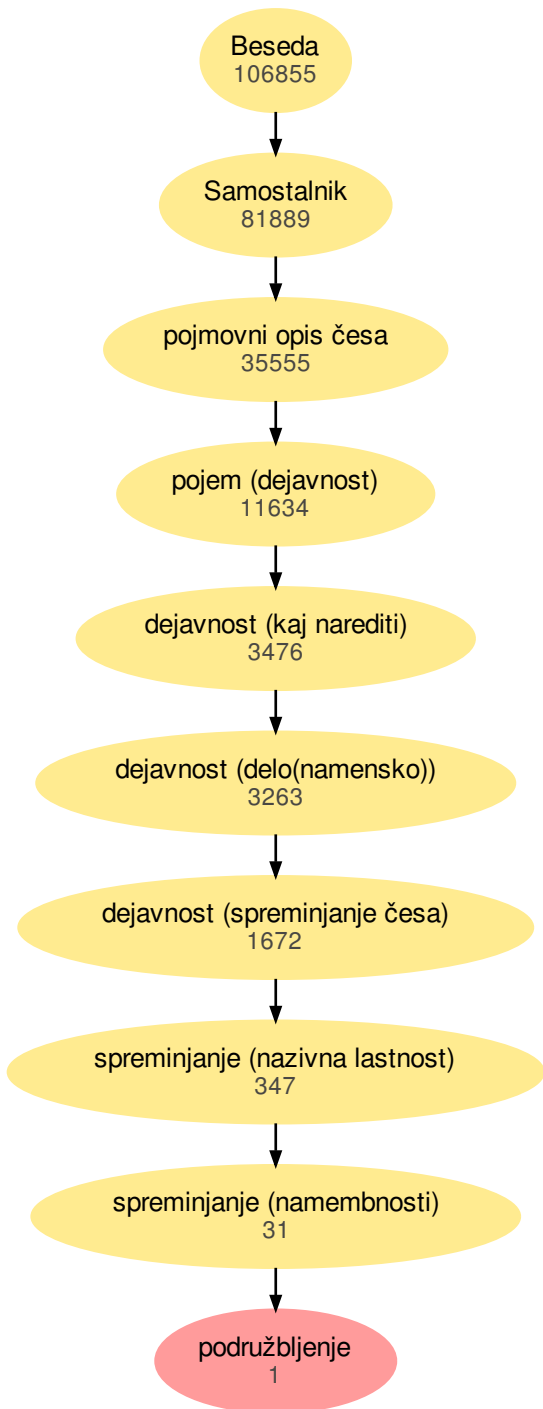 Beseda
106855
Samostalnik
81889
pojmovni opis česa
35555
pojem (dejavnost)
11634
dejavnost (kaj narediti)
3476
dejavnost (delo(namensko))
3263
dejavnost (spreminjanje česa)
1672
spreminjanje (nazivna lastnost)
347
spreminjanje (namembnosti)
31
podružbljenje
1